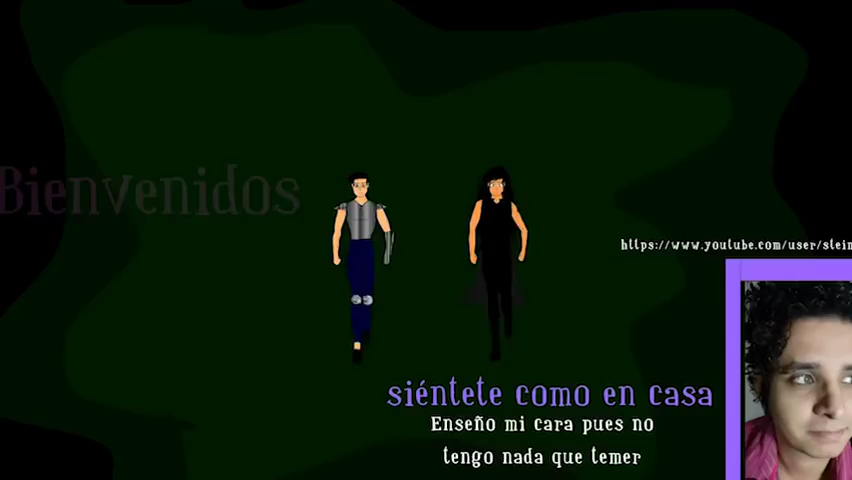 Bienvenidos
https://www.youtube.com/user/stein
siéntete como en casa
Enseño mi cara pues no
tengo nada que temer